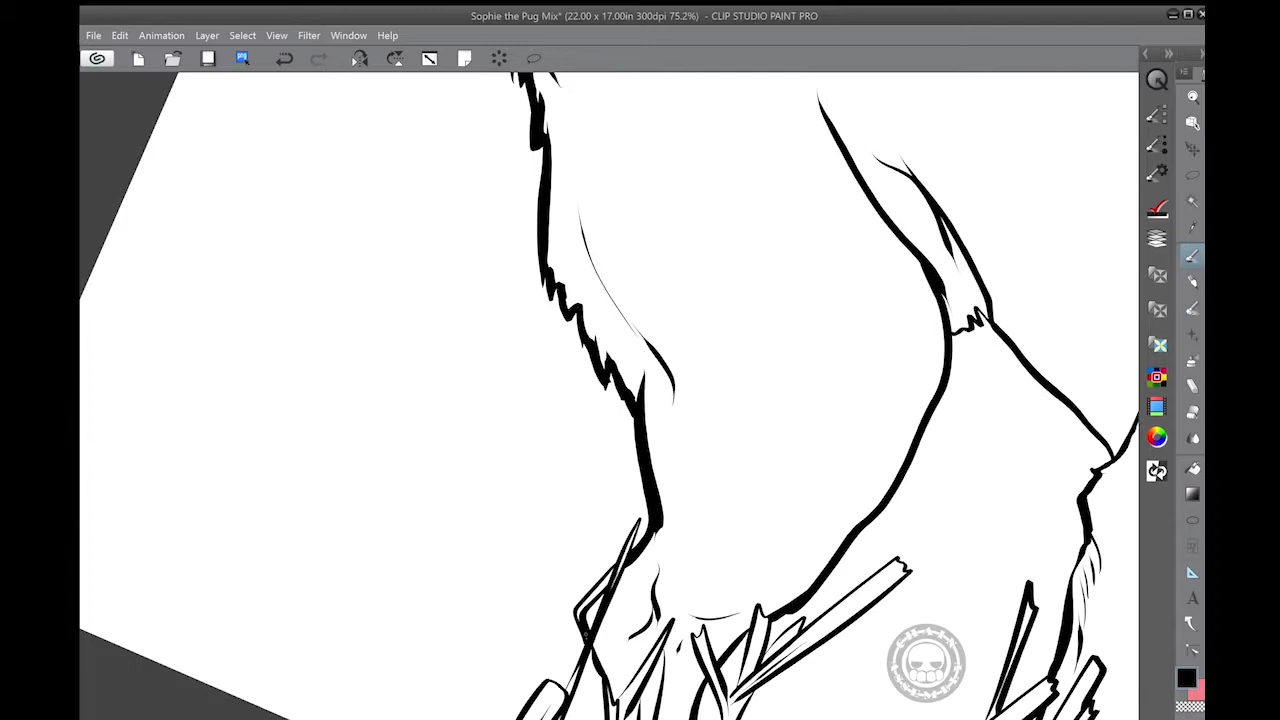 Sophie the Pug Mix* (22.00 x 17.00in 300dpi 75.2%) - CLIP STUDIO PAINT PRO
File Edit Animation Layer Select View Filter Window Help
A